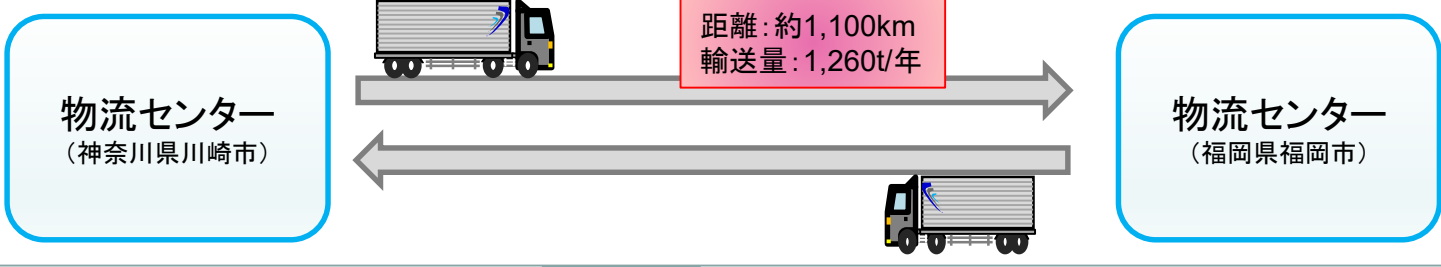 距離:約1,100km
輸送量:1,260t/年
物流センター
(神奈川県川崎市)
物流センター
(福岡県福岡市)